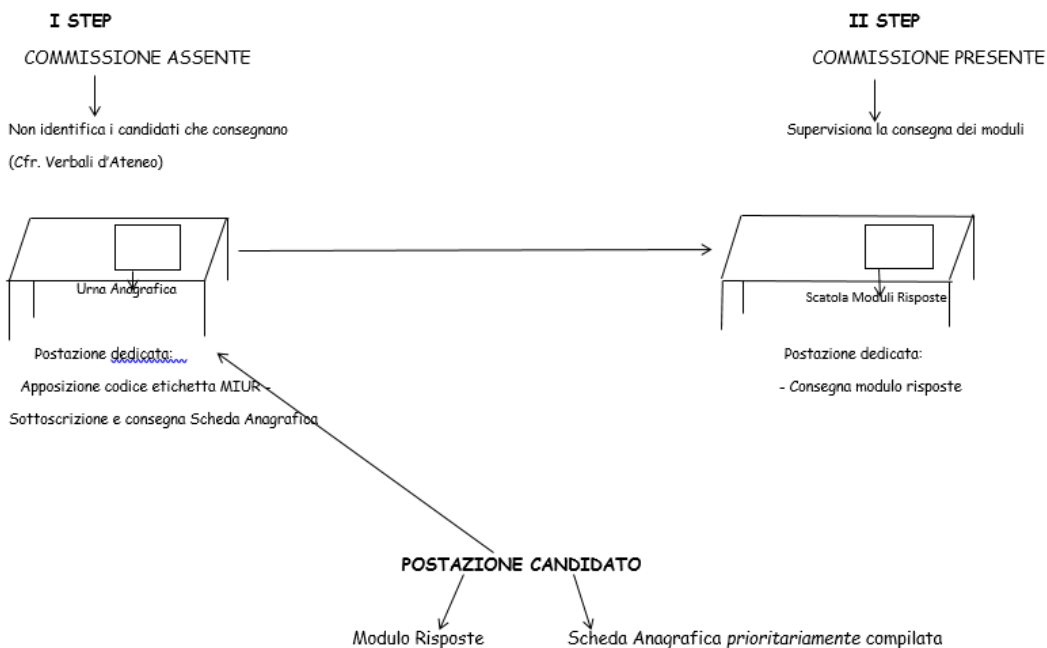 I STEP
COMMISSIONE ASSENTE
Non identifica i candidati che consegnano
(Cfr. Verbali d'Ateneo)
Urna Anagrafica
Postazione dedicata:
Apposizione codice etichetta MIUR -
Sottoscrizione e consegna Scheda Anagrafica
II STEP
COMMISSIONE PRESENTE
Supervisiona la consegna dei moduli
Scatola Moduli Risposte
Postazione dedicata:
- Consegna modulo risposte
POSTAZIONE CANDIDATO
Modulo Risposte
Scheda Anagrafica prioritariamente compilata